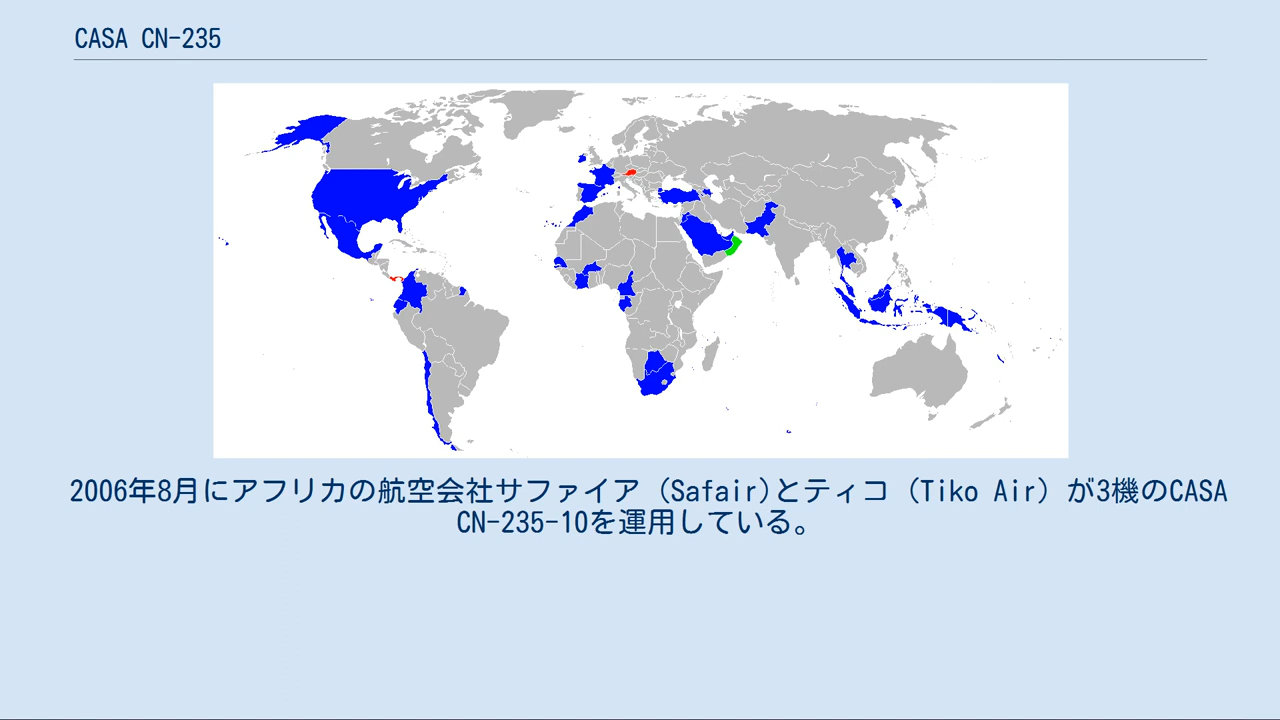 CASA CN-235
2006年8月にアフリカの航空会社サファイア (Safair)とティコ (Tiko Air) が3機のCASA
CN-235-10を運用している。